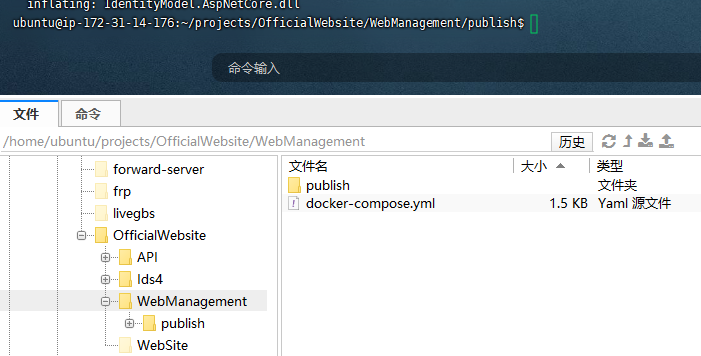 inflating: IdentityModel.AspNetCore.dll
ubuntu@ip-172-31-14-176:~/projects/OfficialWebsite/WebManagement/publish$
命令输入
文件 命令
/home/ubuntu/projects/OfficialWebsite/WebManagement 历史
forward-server
frp
livegbs
OfficialWebsite
API
Ids4
WebManagement
publish
WebSite
文件名 大小 类型
publish 文件夹
docker-compose.yml 1.5 KB Yaml 源文件